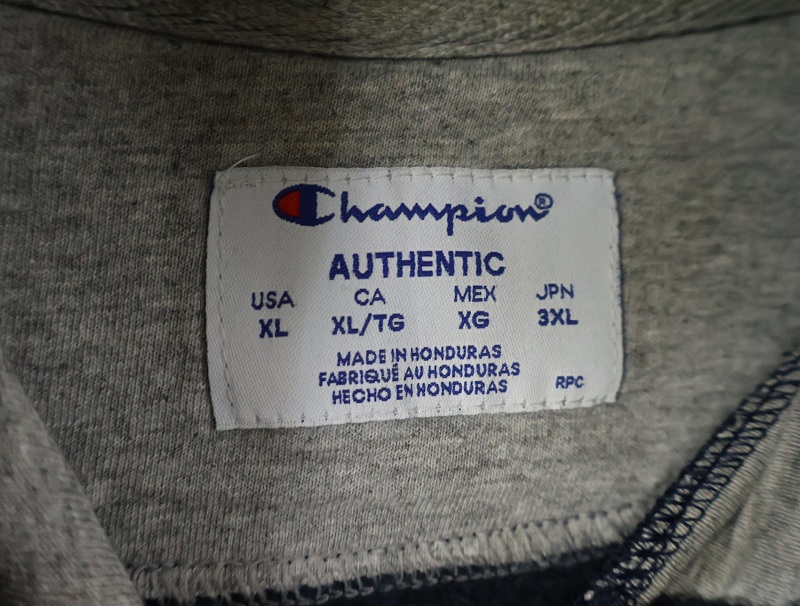 Champion®
AUTHENTIC
USA CA MEX JPN
XL XL/TG XG 3XL
MADE IN HONDURAS
FABRIQUÉ AU HONDURAS
HECHO EN HONDURAS RPC